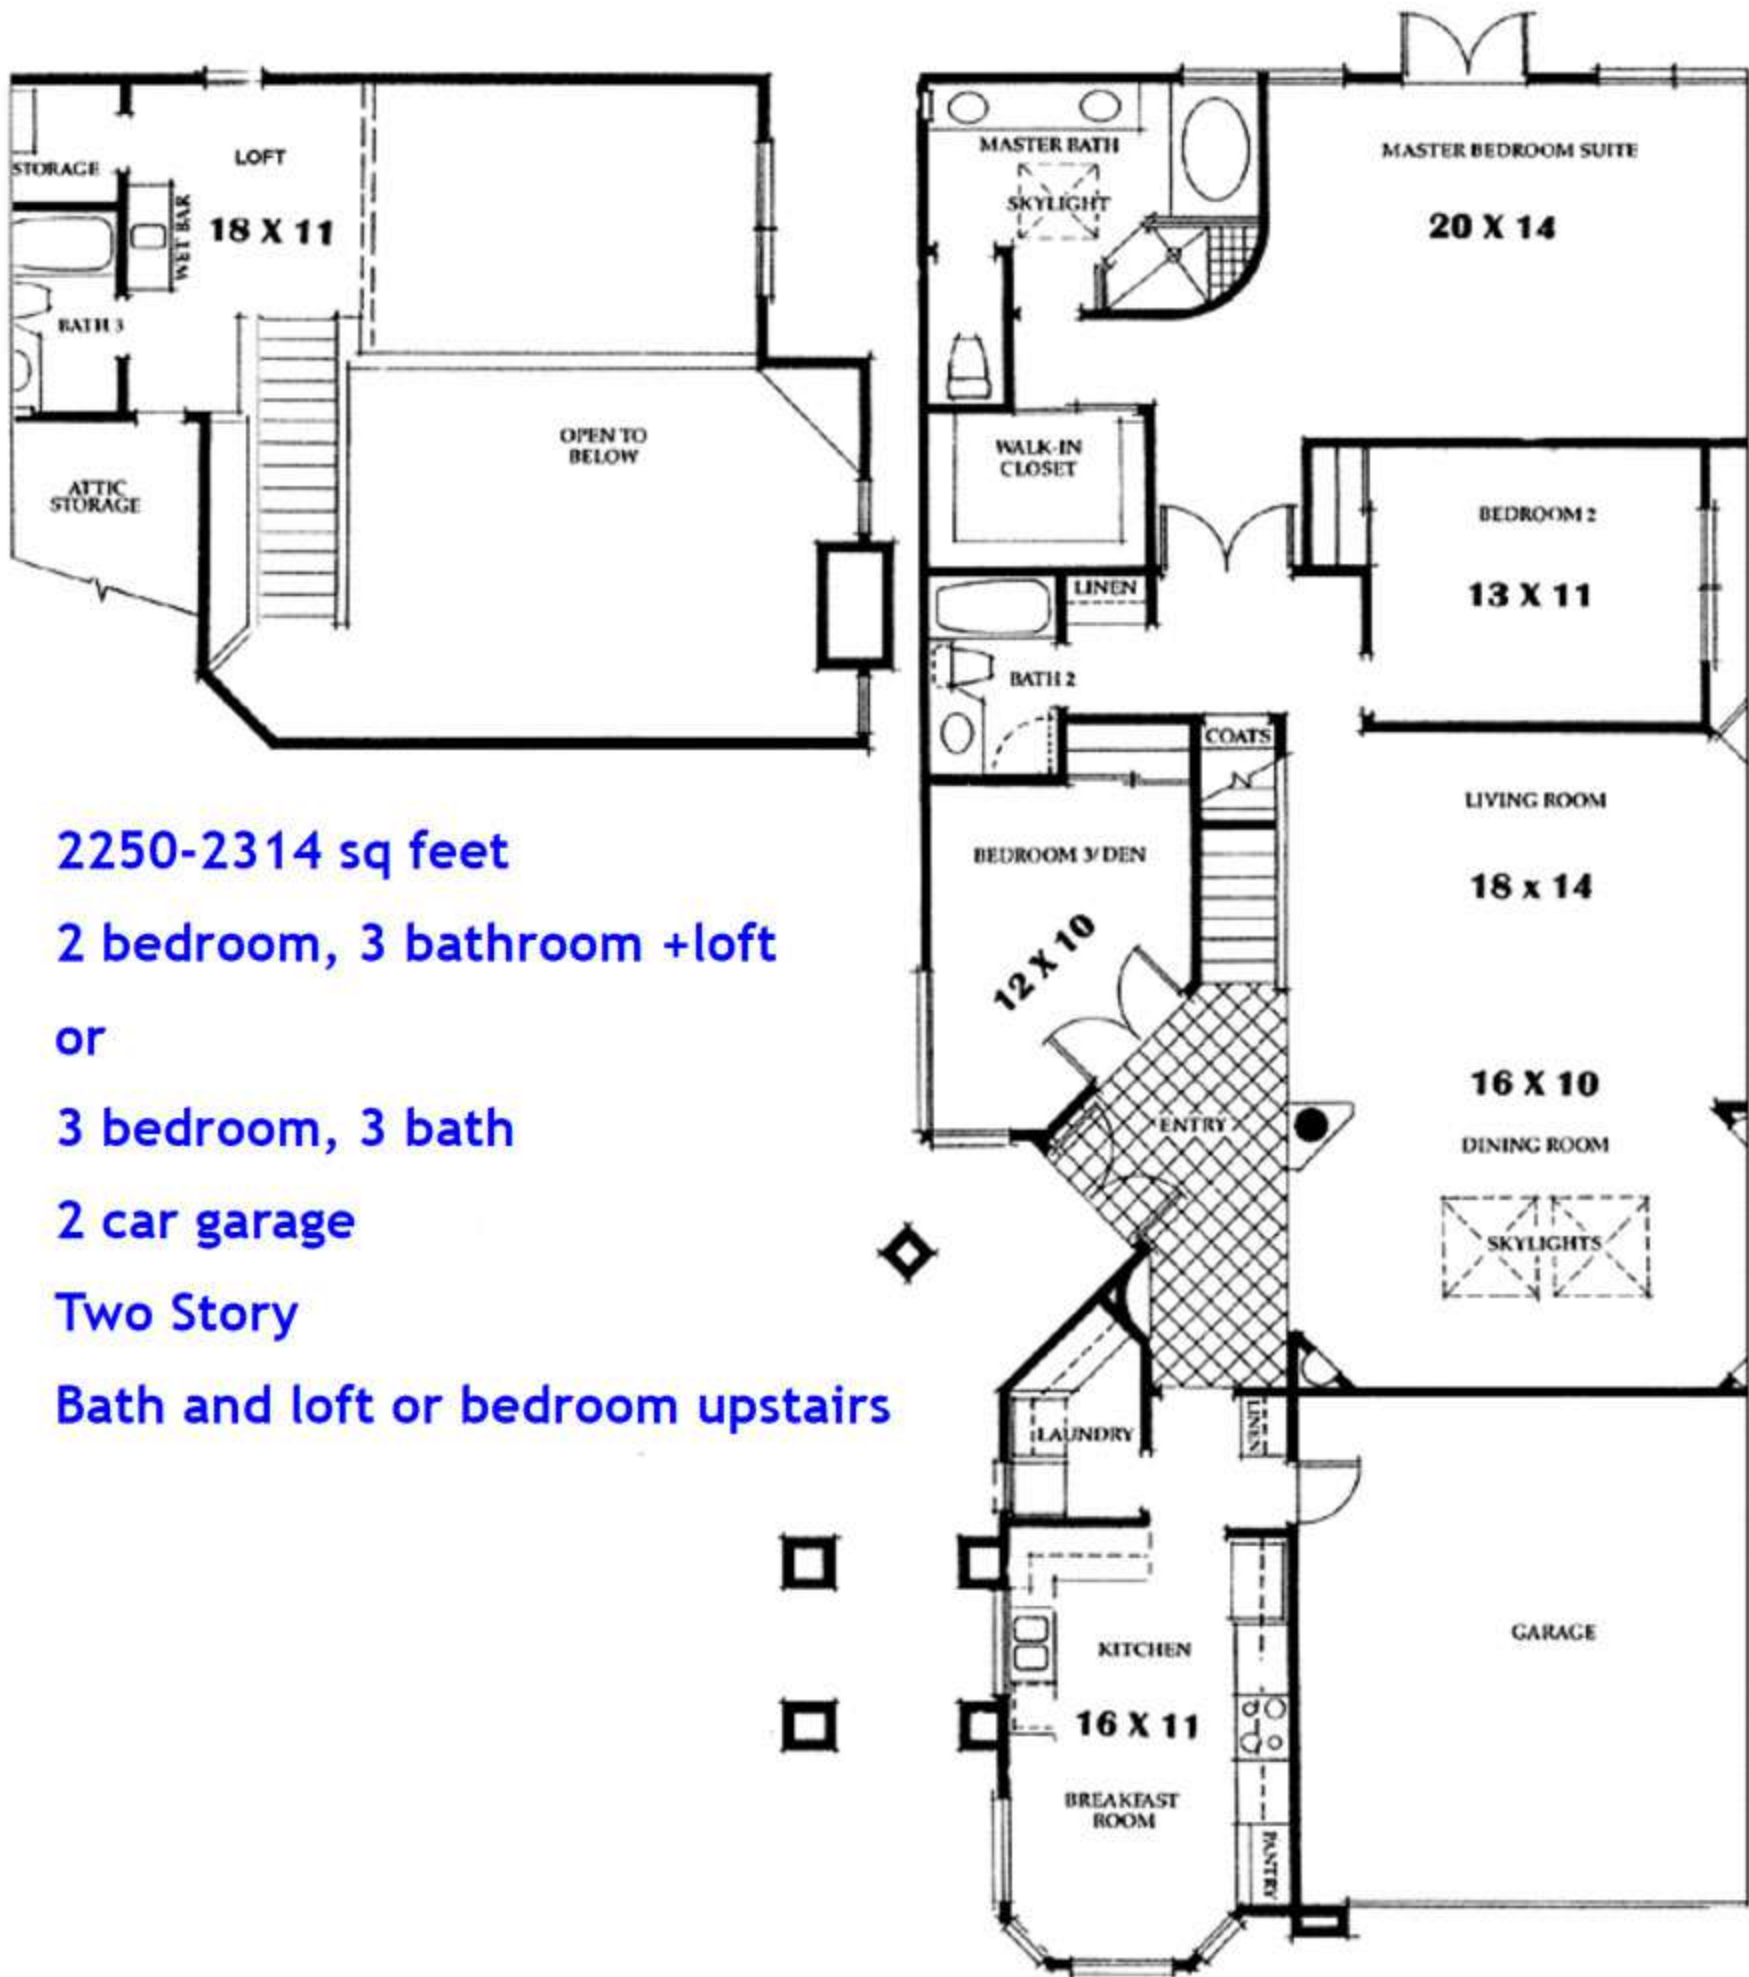 STORAGE
LOFT
18 X 11
WET BAR
BATH 3
ATTIC
STORAGE
OPEN TO
BELOW
2250-2314 sq feet
2 bedroom, 3 bathroom +loft
or
3 bedroom, 3 bath
2 car garage
Two Story
Bath and loft or bedroom upstairs
MASTER BATH
SKYLIGHT
MASTER BEDROOM SUITE
20 X 14
WALK-IN
CLOSET
BEDROOM 2
13 X 11
LINEN
BATH 2
COATS
LIVING ROOM
18 x 14
BEDROOM 3/ DEN
12 X 10
16 X 10
DINING ROOM
ENTRY
SKYLIGHTS
LAUNDRY
LINEN
GARAGE
KITCHEN
16 X 11
BREAKFAST
ROOM
PANTRY